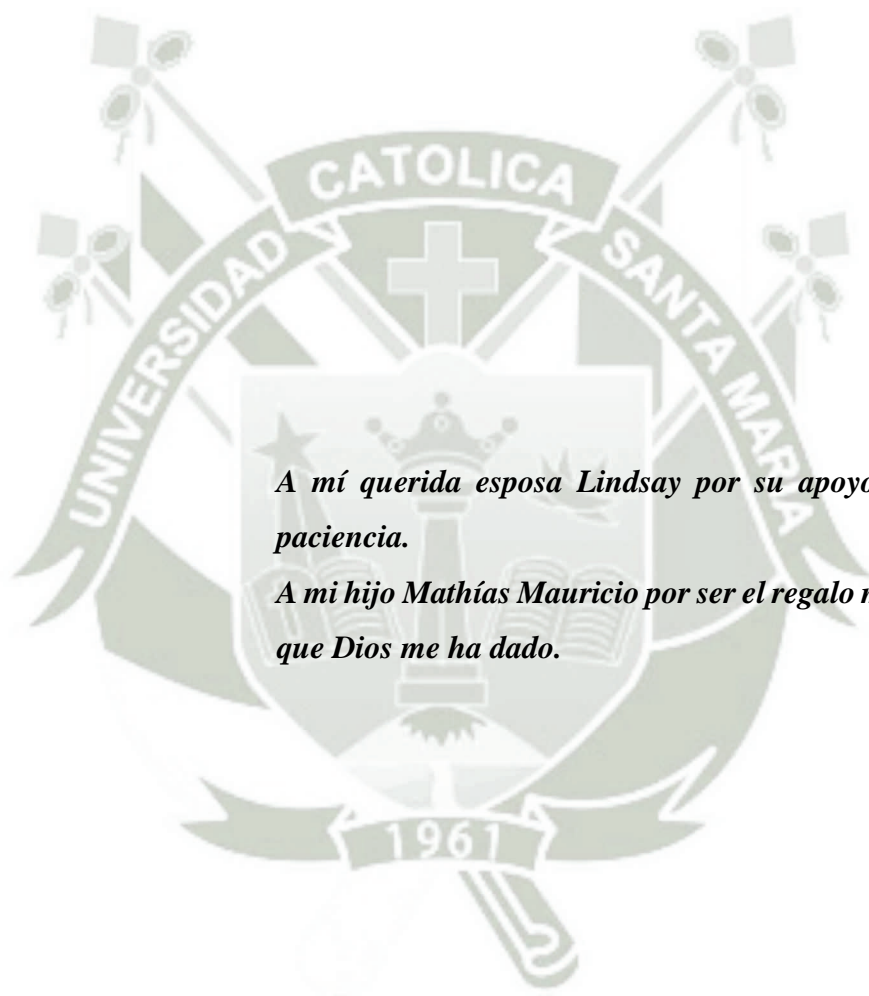 CATOLICA
UNIVERSIDAD
SANTA MARIA
A mí querida esposa Lindsay por su apoyo
paciencia.
A mi hijo Mathías Mauricio por ser el regalo
que Dios me ha dado.
1961